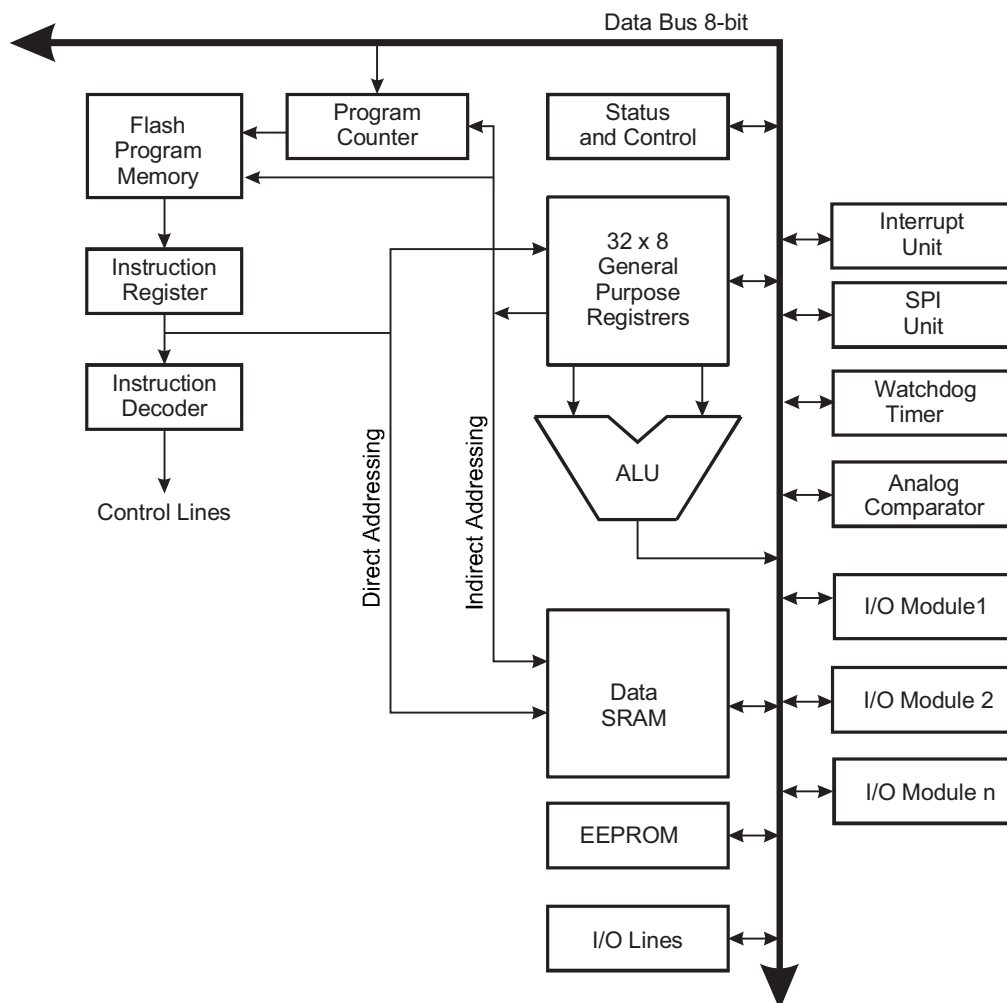 Data Bus 8-bit
Flash
Program
Memory
Program
Counter
Status
and Control
Instruction
Register
32 x 8
General
Purpose
Registrers
Interrupt
Unit
SPI
Unit
Instruction
Decoder
Watchdog
Timer
Control Lines
Direct Addressing
Indirect Addressing
ALU
Analog
Comparator
I/O Module1
Data
SRAM
I/O Module 2
I/O Module n
EEPROM
I/O Lines